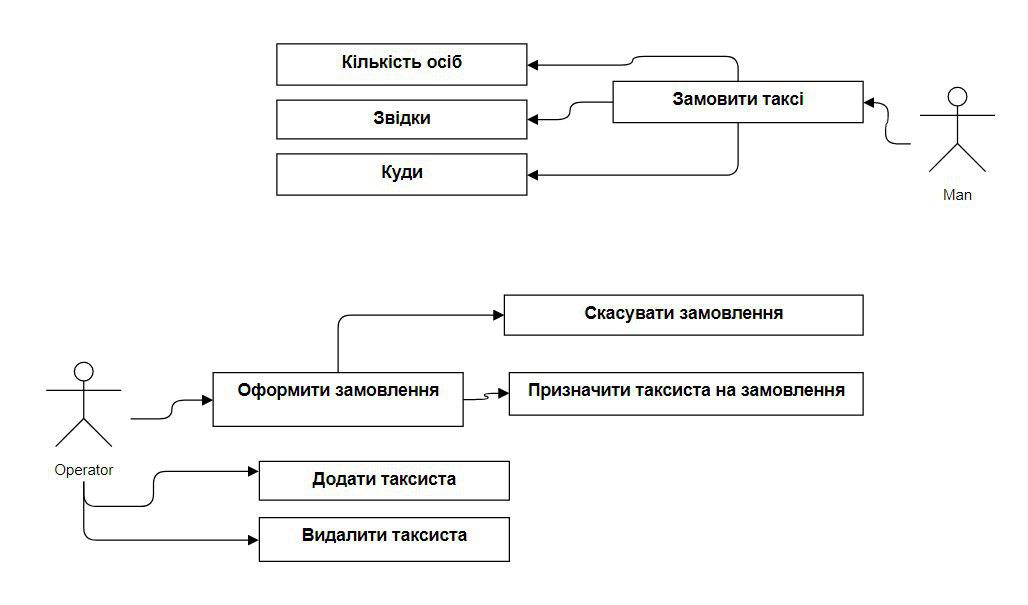 Кількість осіб
Замовити таксі
Звідки
Куди
Man
Скасувати замовлення
Оформити замовлення
Призначити таксиста на замовлення
Operator
Додати таксиста
Видалити таксиста